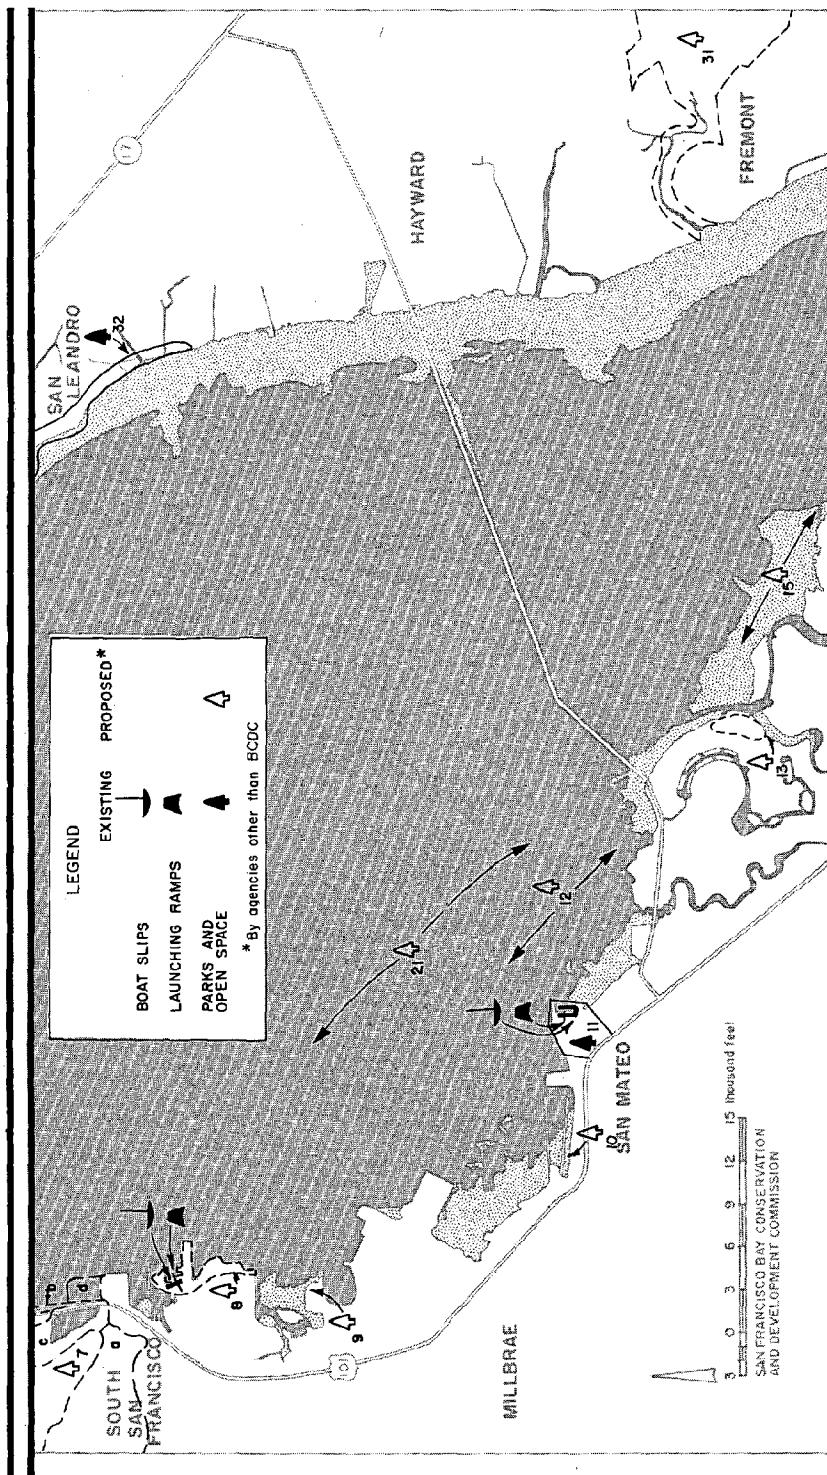 LEGEND
EXISTING PROPOSED*
BOAT SLIPS
LAUNCHING RAMPS
PARKS AND
OPEN SPACE
* By agencies other than BCDC
SOUTH
SAN
FRANCISCO
a
b
c
d
7
8
9
101
MILLBRAE
10
SAN MATEO
11
12
21
13
15
SAN
LEANDRO
32
17
HAYWARD
31
FREMONT
3 0 3 6 9 12 15 thousand feet
SAN FRANCISCO BAY CONSERVATION
AND DEVELOPMENT COMMISSION